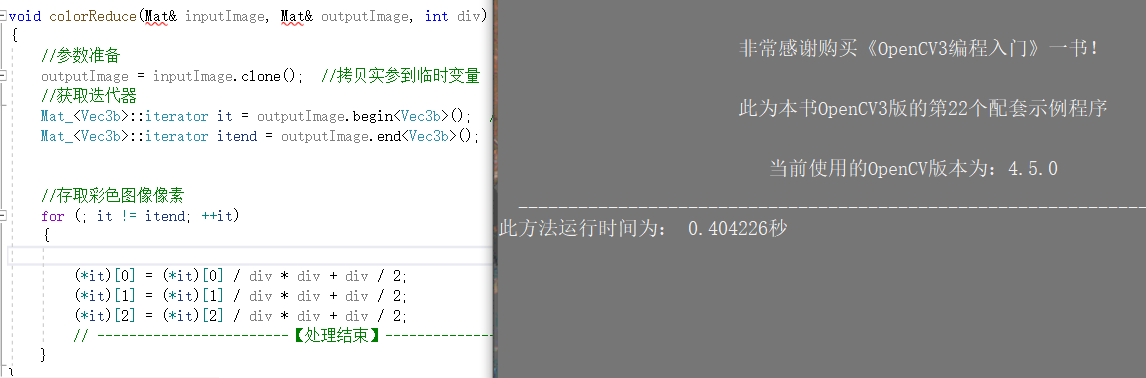 void colorReduce(Mat& inputImage, Mat& outputImage, int div)
{
//参数准备
outputImage = inputImage.clone();  //拷贝实参到临时变量
//获取迭代器
Mat_<Vec3b>::iterator it = outputImage.begin<Vec3b>();  /
Mat_<Vec3b>::iterator itend = outputImage.end<Vec3b>();
//存取彩色图像像素
for (; it != itend; ++it)
{
(*it)[0] = (*it)[0] / div * div + div / 2;
(*it)[1] = (*it)[1] / div * div + div / 2;
(*it)[2] = (*it)[2] / div * div + div / 2;
// ------------------------【处理结束】--------------
}
}
非常感谢购买《OpenCV3编程入门》一书！
此为本书OpenCV3版的第22个配套示例程序
当前使用的OpenCV版本为：4.5.0
----------------------------------------------------------------
此方法运行时间为： 0.404226秒